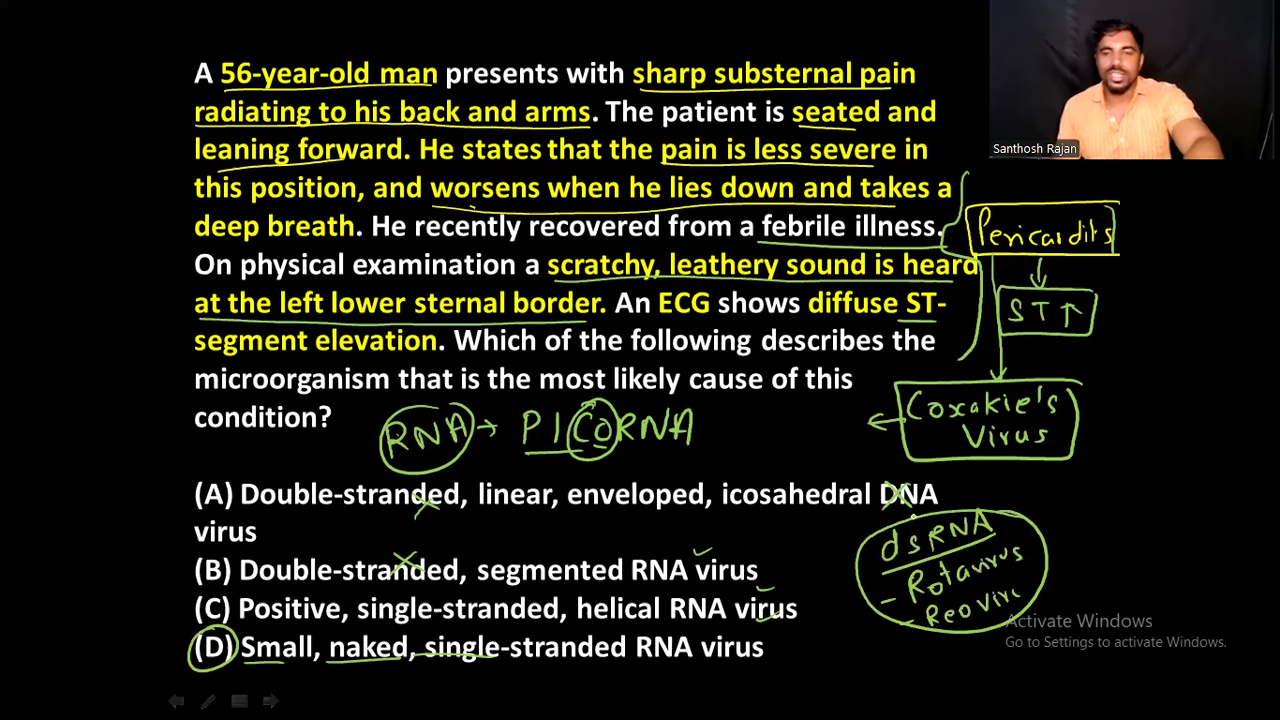 A 56-year-old man presents with sharp substernal pain
radiating to his back and arms. The patient is seated and
leaning forward. He states that the pain is less severe in
this position, and worsens when he lies down and takes a
deep breath. He recently recovered from a febrile illness.
On physical examination a scratchy, leathery sound is heard
at the left lower sternal border. An ECG shows diffuse ST-
segment elevation. Which of the following describes the
microorganism that is the most likely cause of this
condition?
RNA → PICORNA
(A) Double-stranded, linear, enveloped, icosahedral DNA
virus
(B) Double-stranded, segmented RNA virus
(C) Positive, single-stranded, helical RNA virus
(D) Small, naked, single-stranded RNA virus
Santhosh Rajan
Pericardits
ST↑
Coxakie's
Virus
dsRNA
- Rotavirus
- Reovir
Activate Windows
Go to Settings to activate Windows.